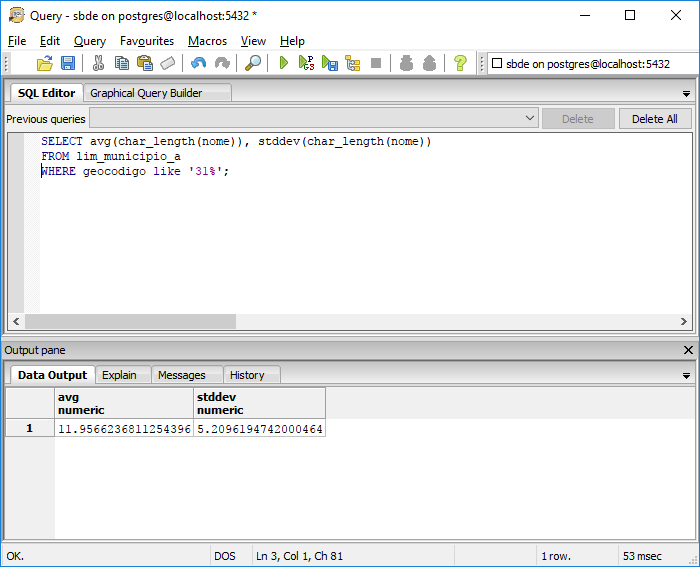 Query - sbde on postgres@localhost:5432 *
File Edit Query Favourites Macros View Help
sbde on postgres@localhost:5432
SQL Editor Graphical Query Builder
Previous queries Delete Delete All
SELECT avg(char_length(nome)), stddev(char_length(nome))
FROM lim_municipio_a
WHERE geocodigo like '31%';
Output pane
Data Output Explain Messages History
avg stddev
numeric numeric
1 11.9566236811254396 5.2096194742000464
OK. DOS Ln 3, Col 1, Ch 81 1 row. 53 msec